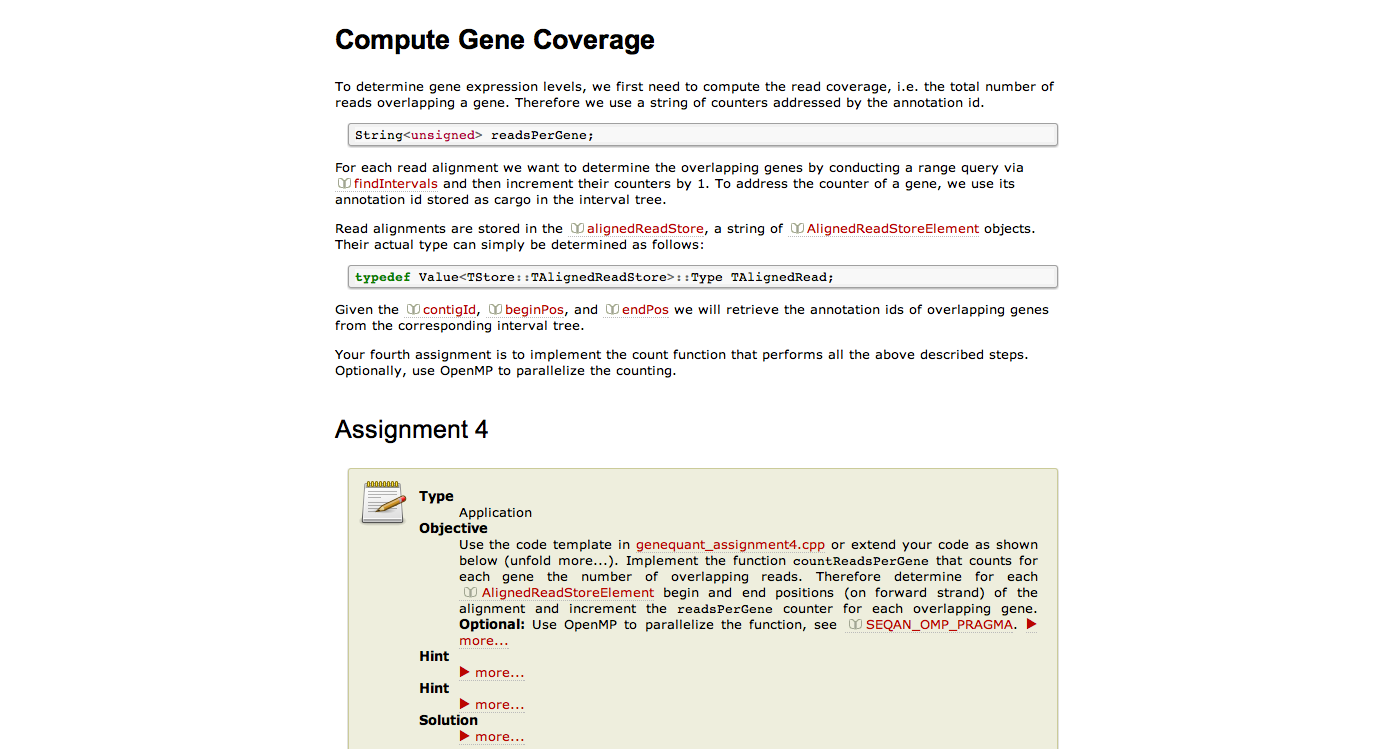 Compute Gene Coverage
To determine gene expression levels, we first need to compute the read coverage, i.e. the total number of
reads overlapping a gene. Therefore we use a string of counters addressed by the annotation id.
String<unsigned> readsPerGene;
For each read alignment we want to determine the overlapping genes by conducting a range query via
findIntervals and then increment their counters by 1. To address the counter of a gene, we use its
annotation id stored as cargo in the interval tree.
Read alignments are stored in the alignedReadStore, a string of AlignedReadStoreElement objects.
Their actual type can simply be determined as follows:
typedef Value<TStore::TAlignedReadStore>::Type TAlignedRead;
Given the contigId, beginPos, and endPos we will retrieve the annotation ids of overlapping genes
from the corresponding interval tree.
Your fourth assignment is to implement the count function that performs all the above described steps.
Optionally, use OpenMP to parallelize the counting.
Assignment 4
Type
Application
Objective
Use the code template in genequant_assignment4.cpp or extend your code as shown
below (unfold more...). Implement the function countReadsPerGene that counts for
each gene the number of overlapping reads. Therefore determine for each
AlignedReadStoreElement begin and end positions (on forward strand) of the
alignment and increment the readsPerGene counter for each overlapping gene.
Optional: Use OpenMP to parallelize the function, see SEQAN_OMP_PRAGMA. ▶
more...
Hint
▶ more...
Hint
▶ more...
Solution
▶ more...